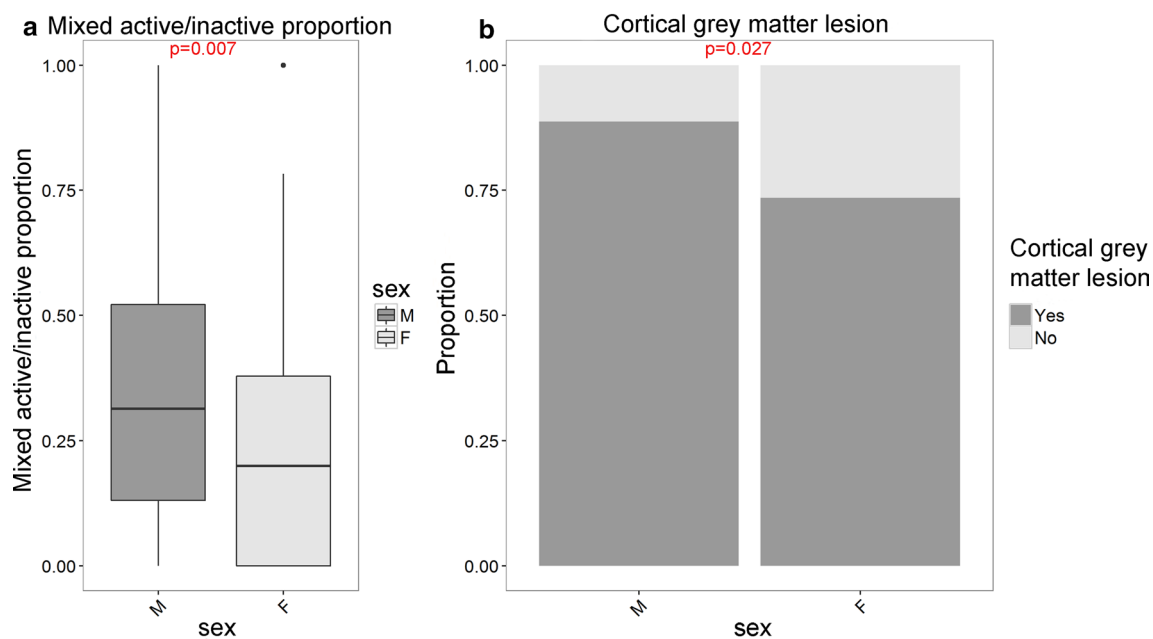 a Mixed active/inactive proportion
p=0.007
Mixed active/inactive proportion
1.00
0.75
0.50
0.25
0.00
M
F
sex
sex
M
F
b Cortical grey matter lesion
p=0.027
Proportion
1.00
0.75
0.50
0.25
0.00
M
F
sex
Cortical grey
matter lesion
Yes
No